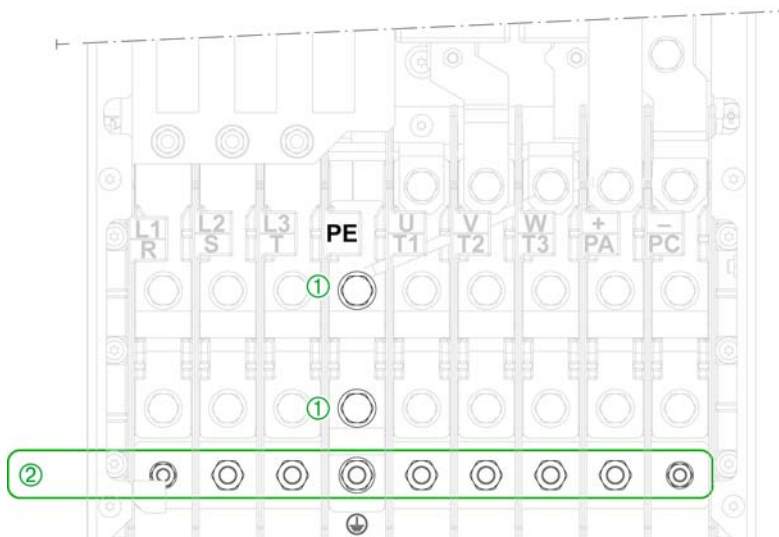 L1 R L2 S L3 T PE U T1 V T2 W T3 + PA – PC
①
①
②